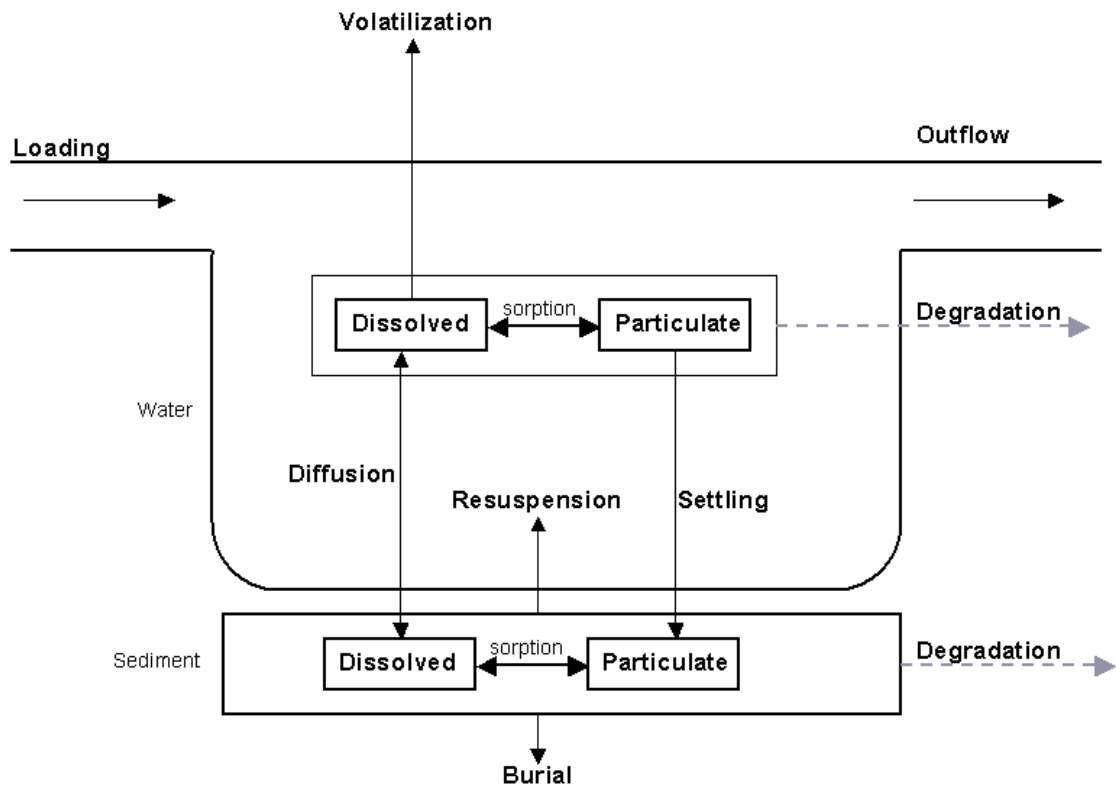 Volatilization
Loading
Outflow
Dissolved
sorption
Particulate
Degradation
Water
Diffusion
Resuspension
Settling
Sediment
Dissolved
sorption
Particulate
Degradation
Burial